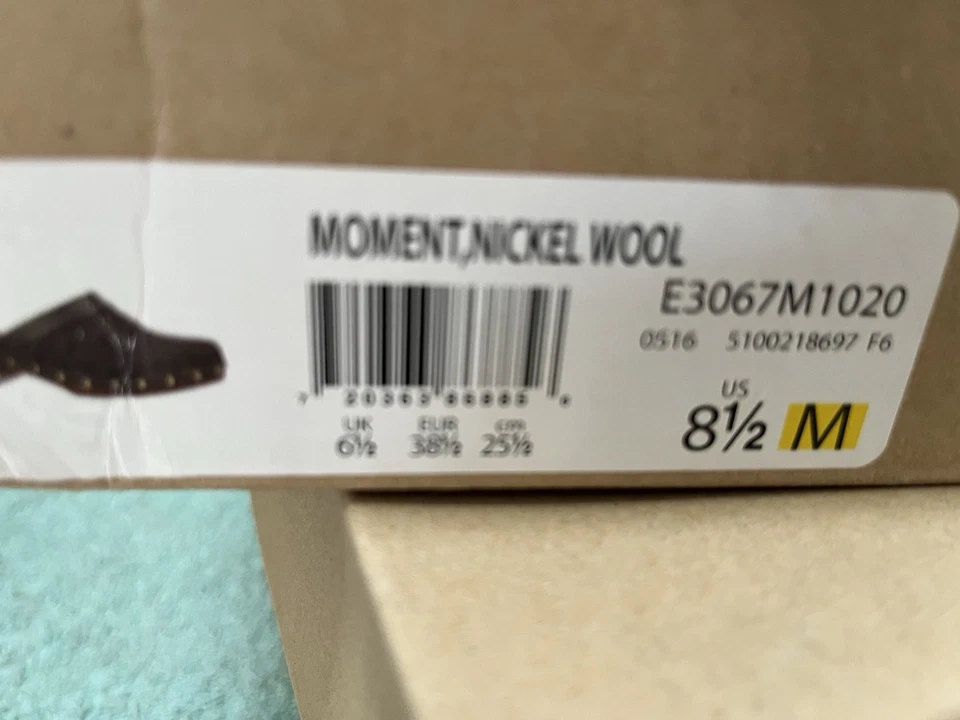 MOMENT,NICKEL WOOL
E3067M1020
0516 5100218697 F6
UK EUR cm
6½ 38½ 25½
US
8½ M